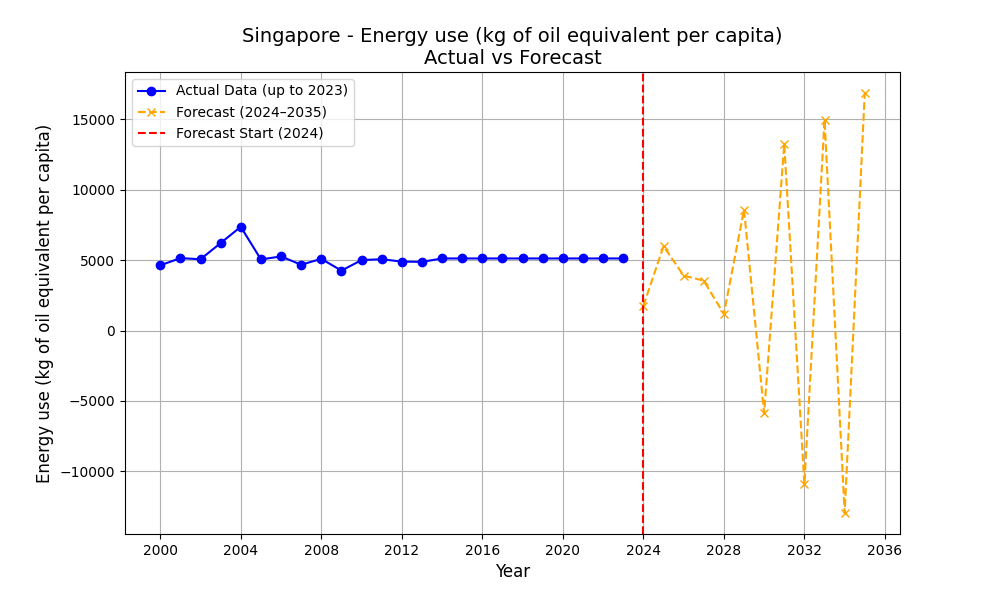 Singapore - Energy use (kg of oil equivalent per capita)
Actual vs Forecast
Actual Data (up to 2023)
Forecast (2024–2035)
Forecast Start (2024)
Energy use (kg of oil equivalent per capita)
15000
10000
5000
0
−5000
−10000
2000 2004 2008 2012 2016 2020 2024 2028 2032 2036
Year